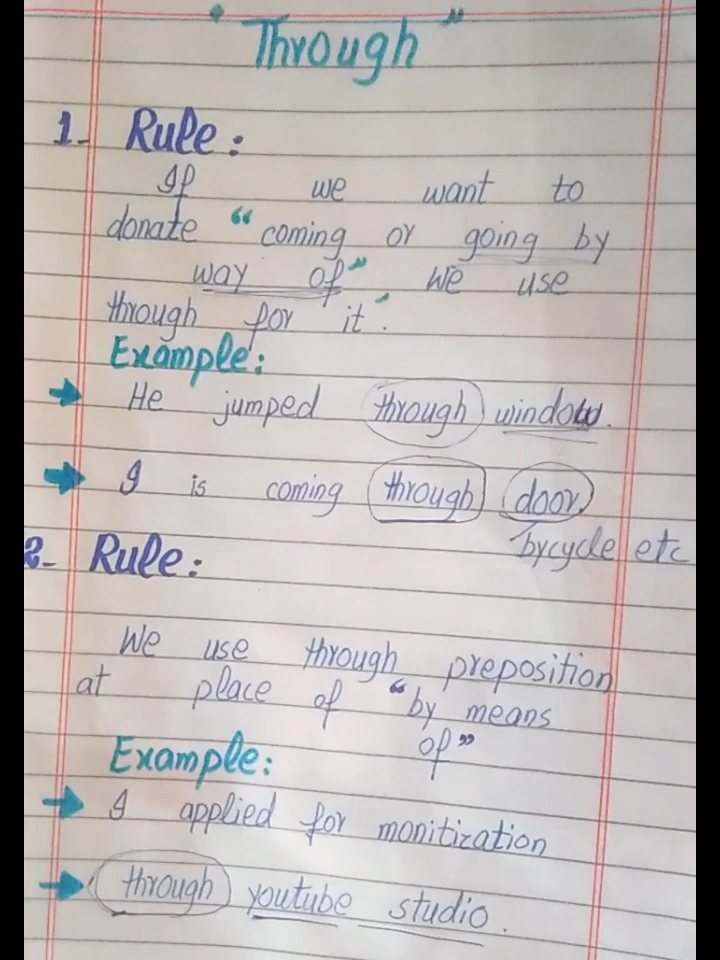 "Through"
1- Rule:
If we want to
donate "coming or going by
way of" we use
through for it'.
Example:
→ He jumped through window.
→ I is coming through door.
bycycle etc
2- Rule:
We use through preposition
at place of "by means
of"
Example:
→ I applied for monitization
→ through youtube studio.